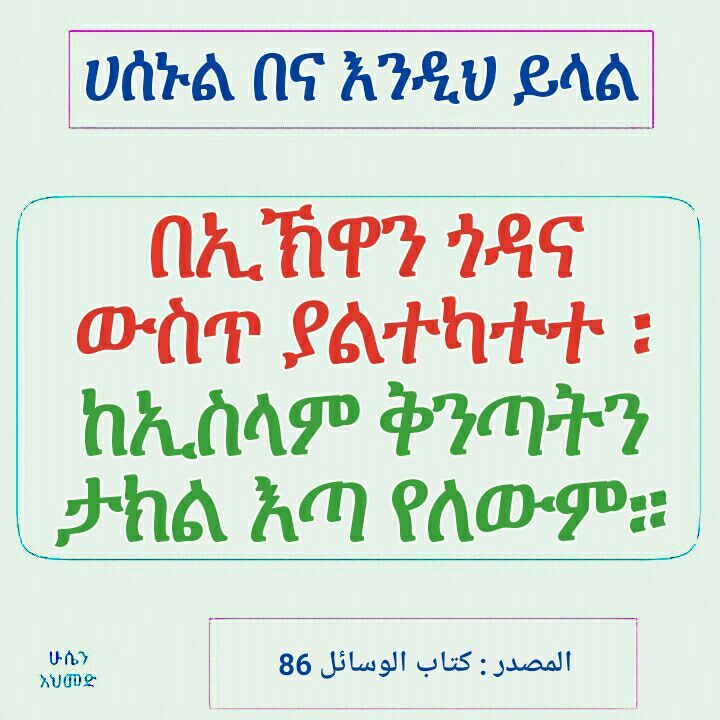 ሀሰኑል በና እንዲህ ይላል
በኢኽዋን ጎዳና
ውስጥ ያልተካተተ ፡
ከኢስላም ቅንጣትን
ታክል እጣ የለውም።
ሁሴን
አህመድ
المصدر : كتاب الوسائل 86